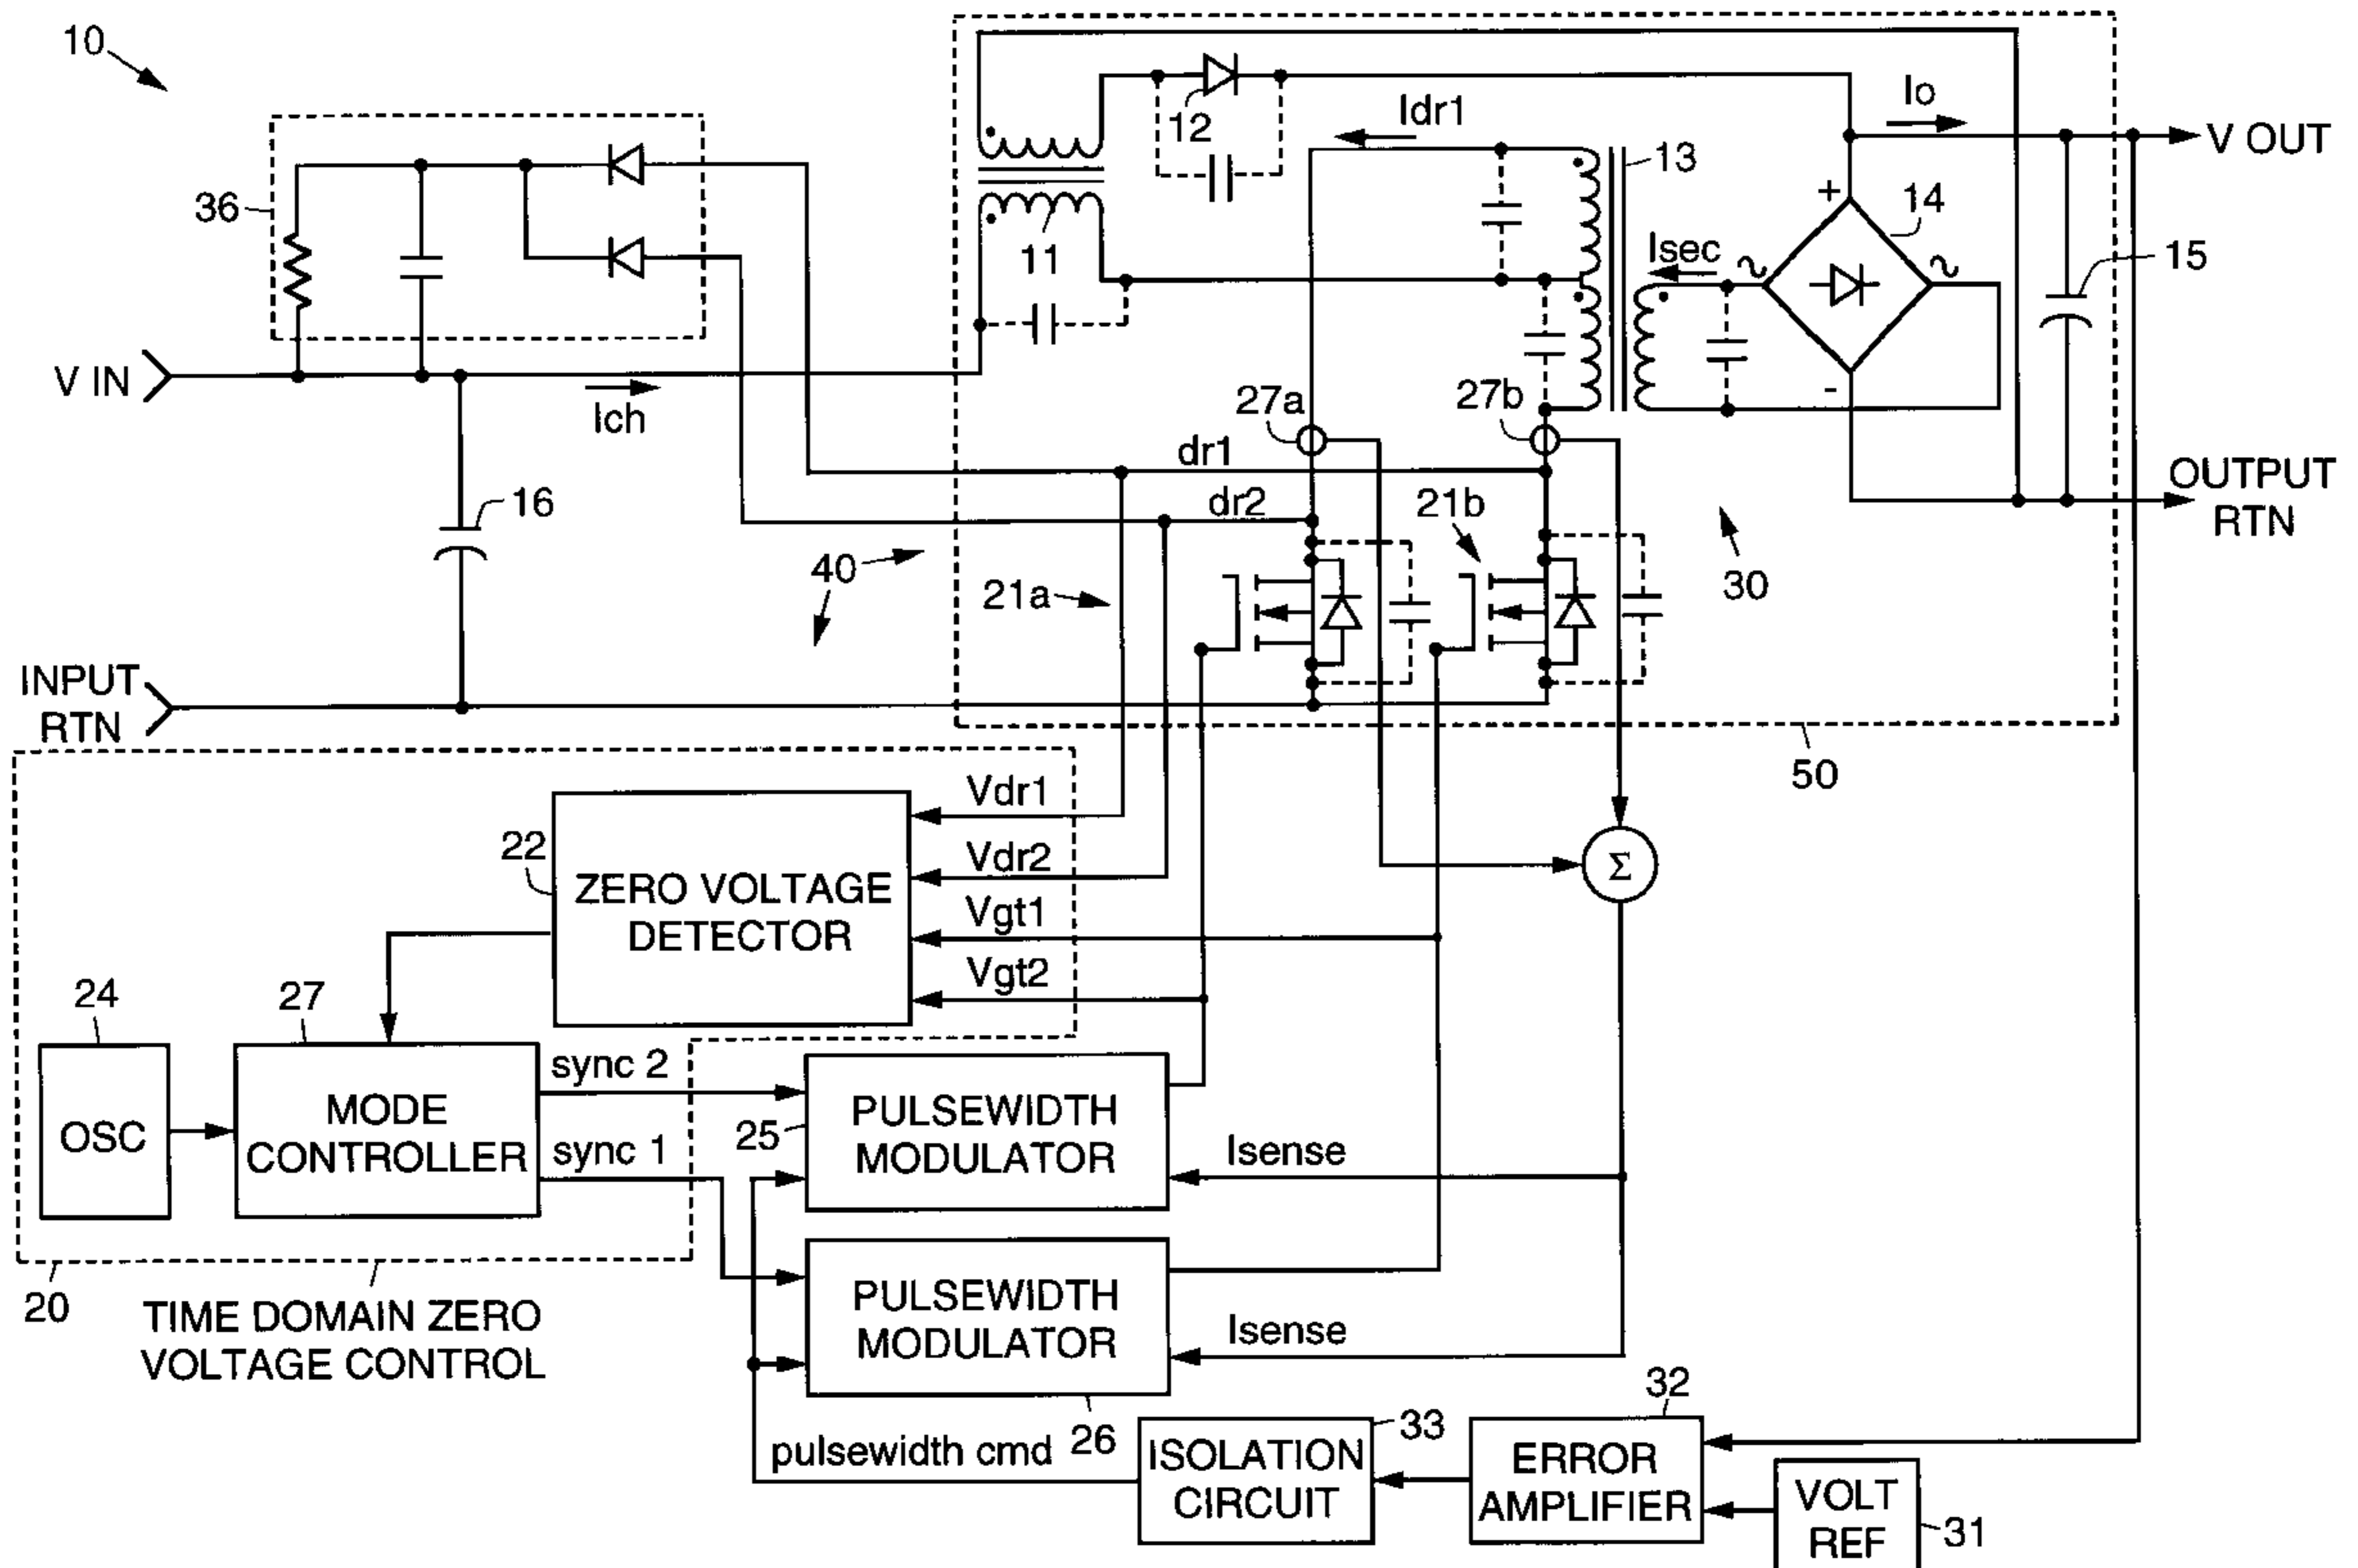 10
36
12
Idr1
Io
V OUT
13
+
14
Isec
15
11
V IN
Ich
27a
27b
-
dr1
OUTPUT
RTN
16
dr2
21b
40
21a
30
INPUT
RTN
50
Vdr1
22
Vdr2
ZERO VOLTAGE
DETECTOR
Σ
Vgt1
Vgt2
24
27
sync 2
OSC
MODE
CONTROLLER
25
PULSEWIDTH
MODULATOR
sync 1
Isense
20
TIME DOMAIN ZERO
VOLTAGE CONTROL
PULSEWIDTH
MODULATOR
Isense
32
pulsewidth cmd
26
33
ISOLATION
CIRCUIT
ERROR
AMPLIFIER
VOLT
REF
31